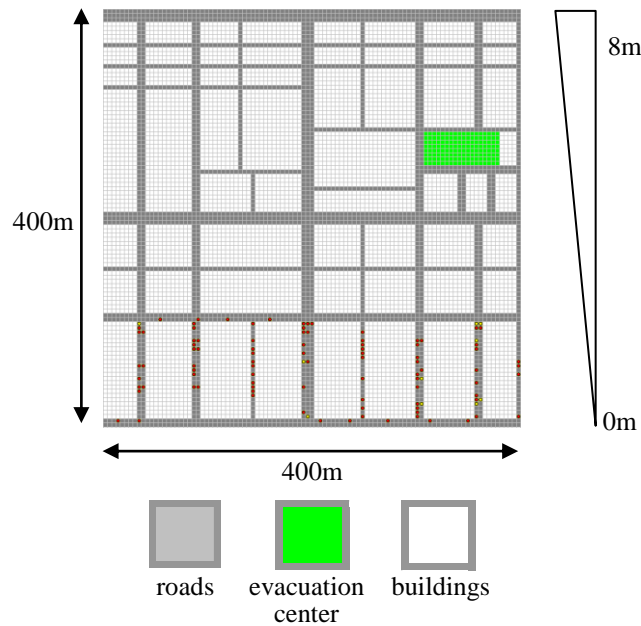 8m
400m
0m
400m
roads
evacuation
center
buildings